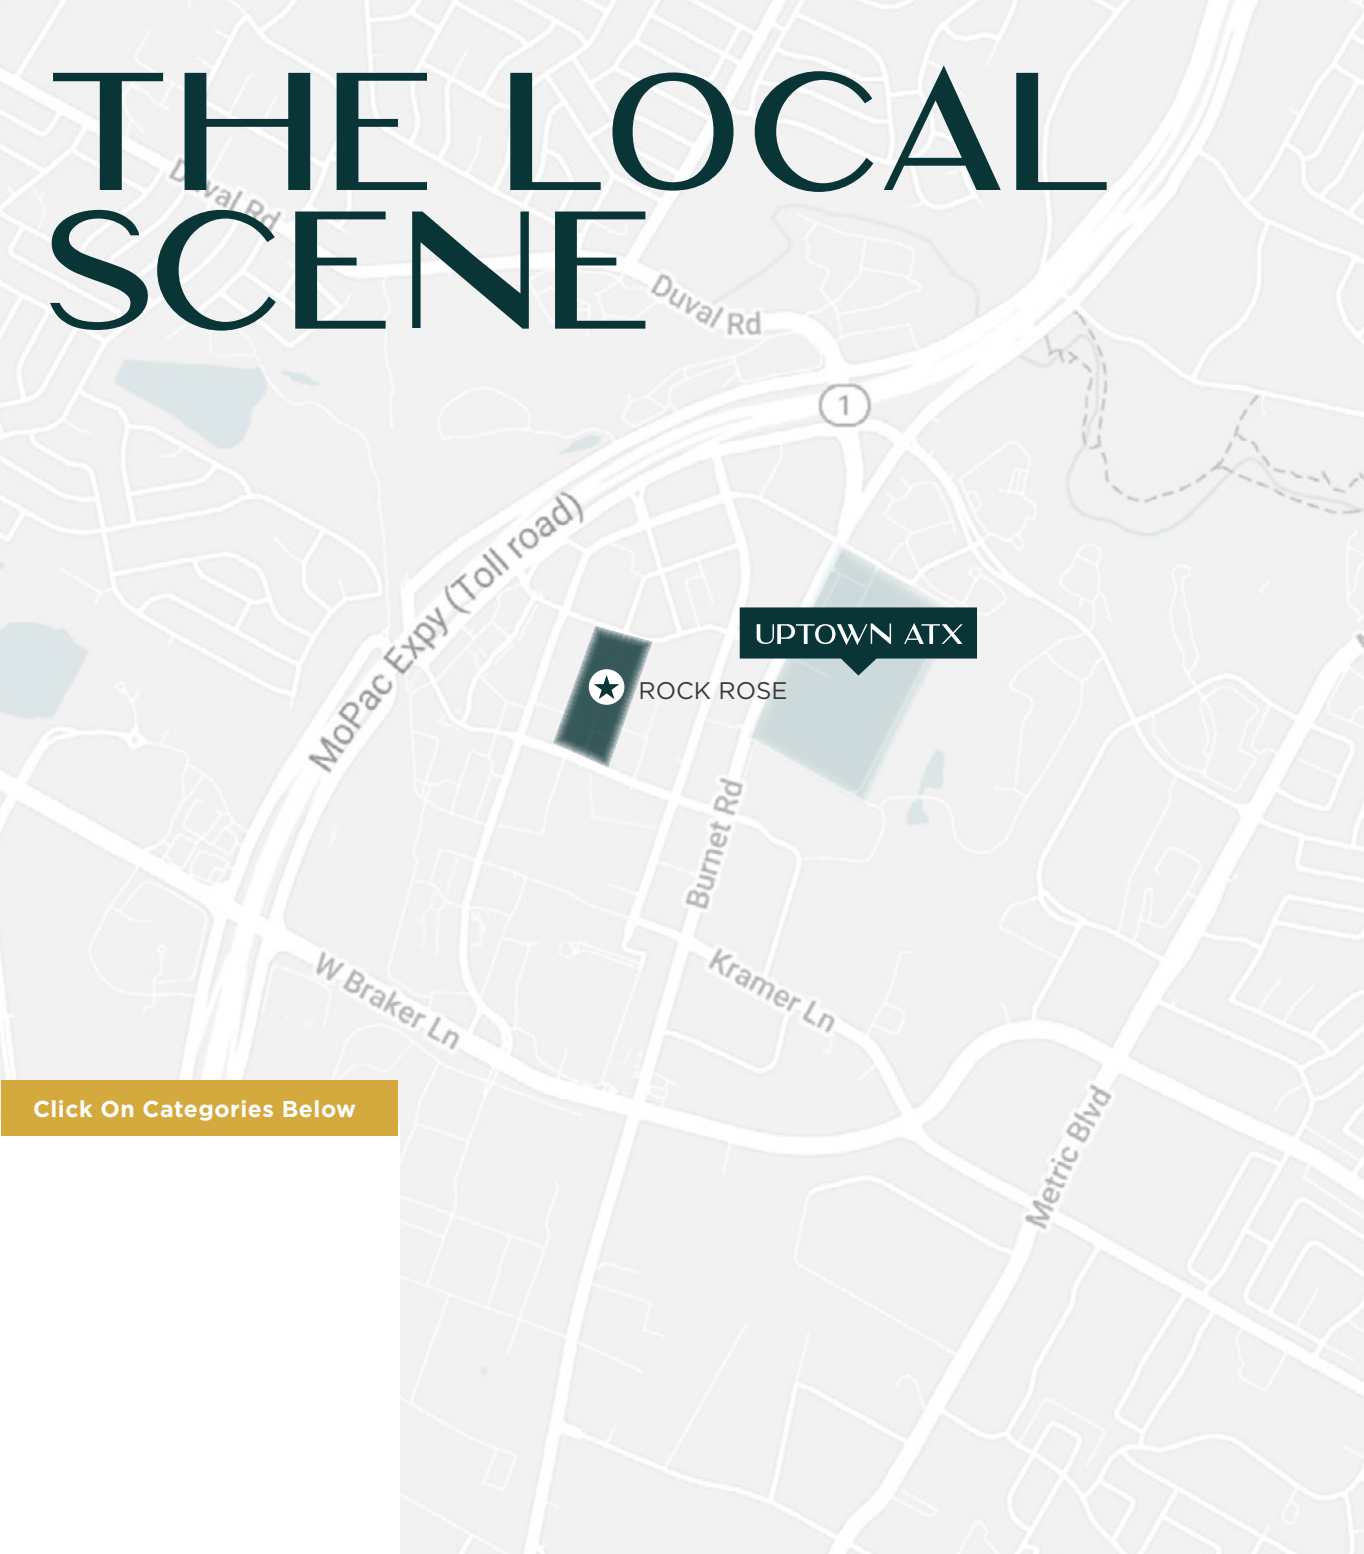 THE LOCAL
SCENE
Duval Rd
Duval Rd
1
MoPac Expy (Toll road)
UPTOWN ATX
ROCK ROSE
Burnet Rd
W Braker Ln
Kramer Ln
Click On Categories Below
Metric Blvd